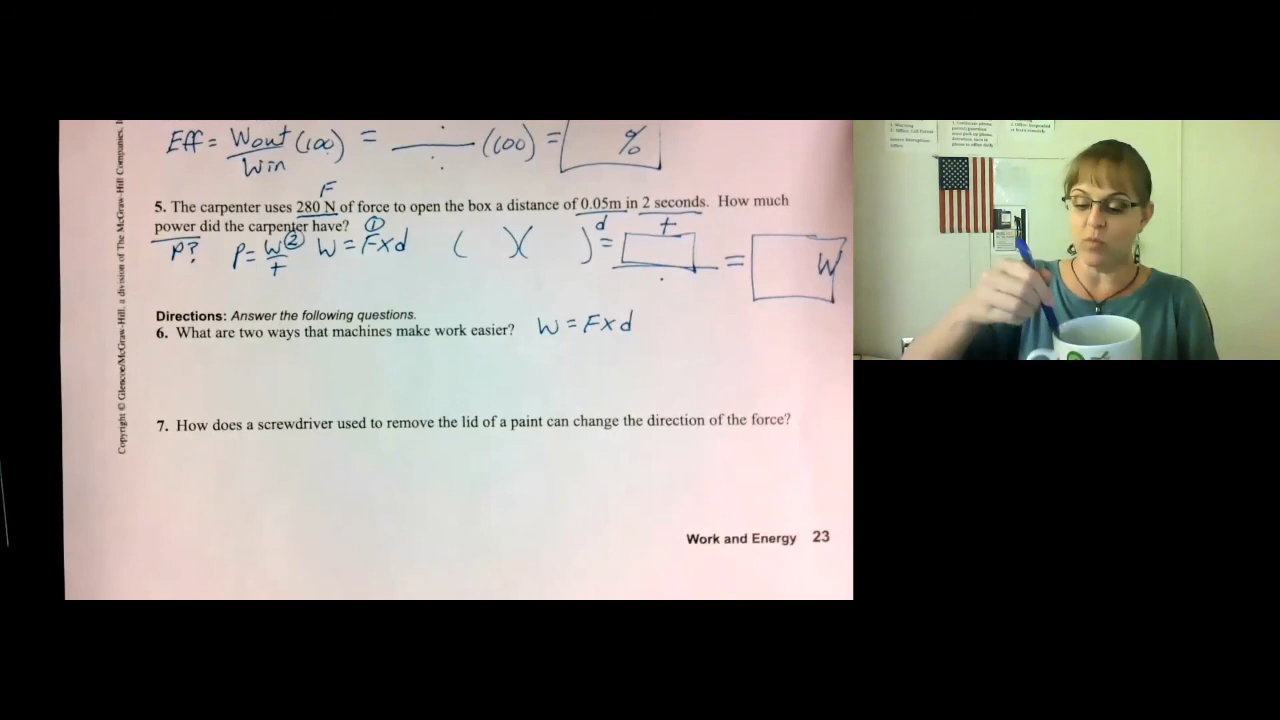 Eff = Wout (100) = ____ (100) = %
Win
F
5. The carpenter uses 280 N of force to open the box a distance of 0.05m in 2 seconds. How much
power did the carpenter have? ① d t
P? P = W ② W = F x d ( )( ) = = W
t
Directions: Answer the following questions.
6. What are two ways that machines make work easier? W = F x d
7. How does a screwdriver used to remove the lid of a paint can change the direction of the force?
Work and Energy 23
Copyright © Glencoe/McGraw-Hill, a division of The McGraw-Hill Companies,